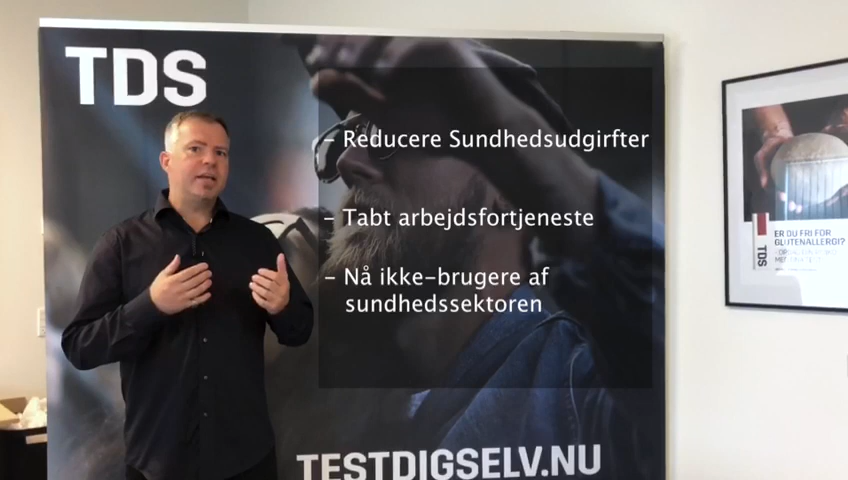 TDS
- Reducere Sundhedsudgirfter
- Tabt arbejdsfortjeneste
- Nå ikke-brugere af
sundhedssektoren
TESTDIGSELV.NU
ER DU FRI FOR
GLUTENALLERGI?
TDS